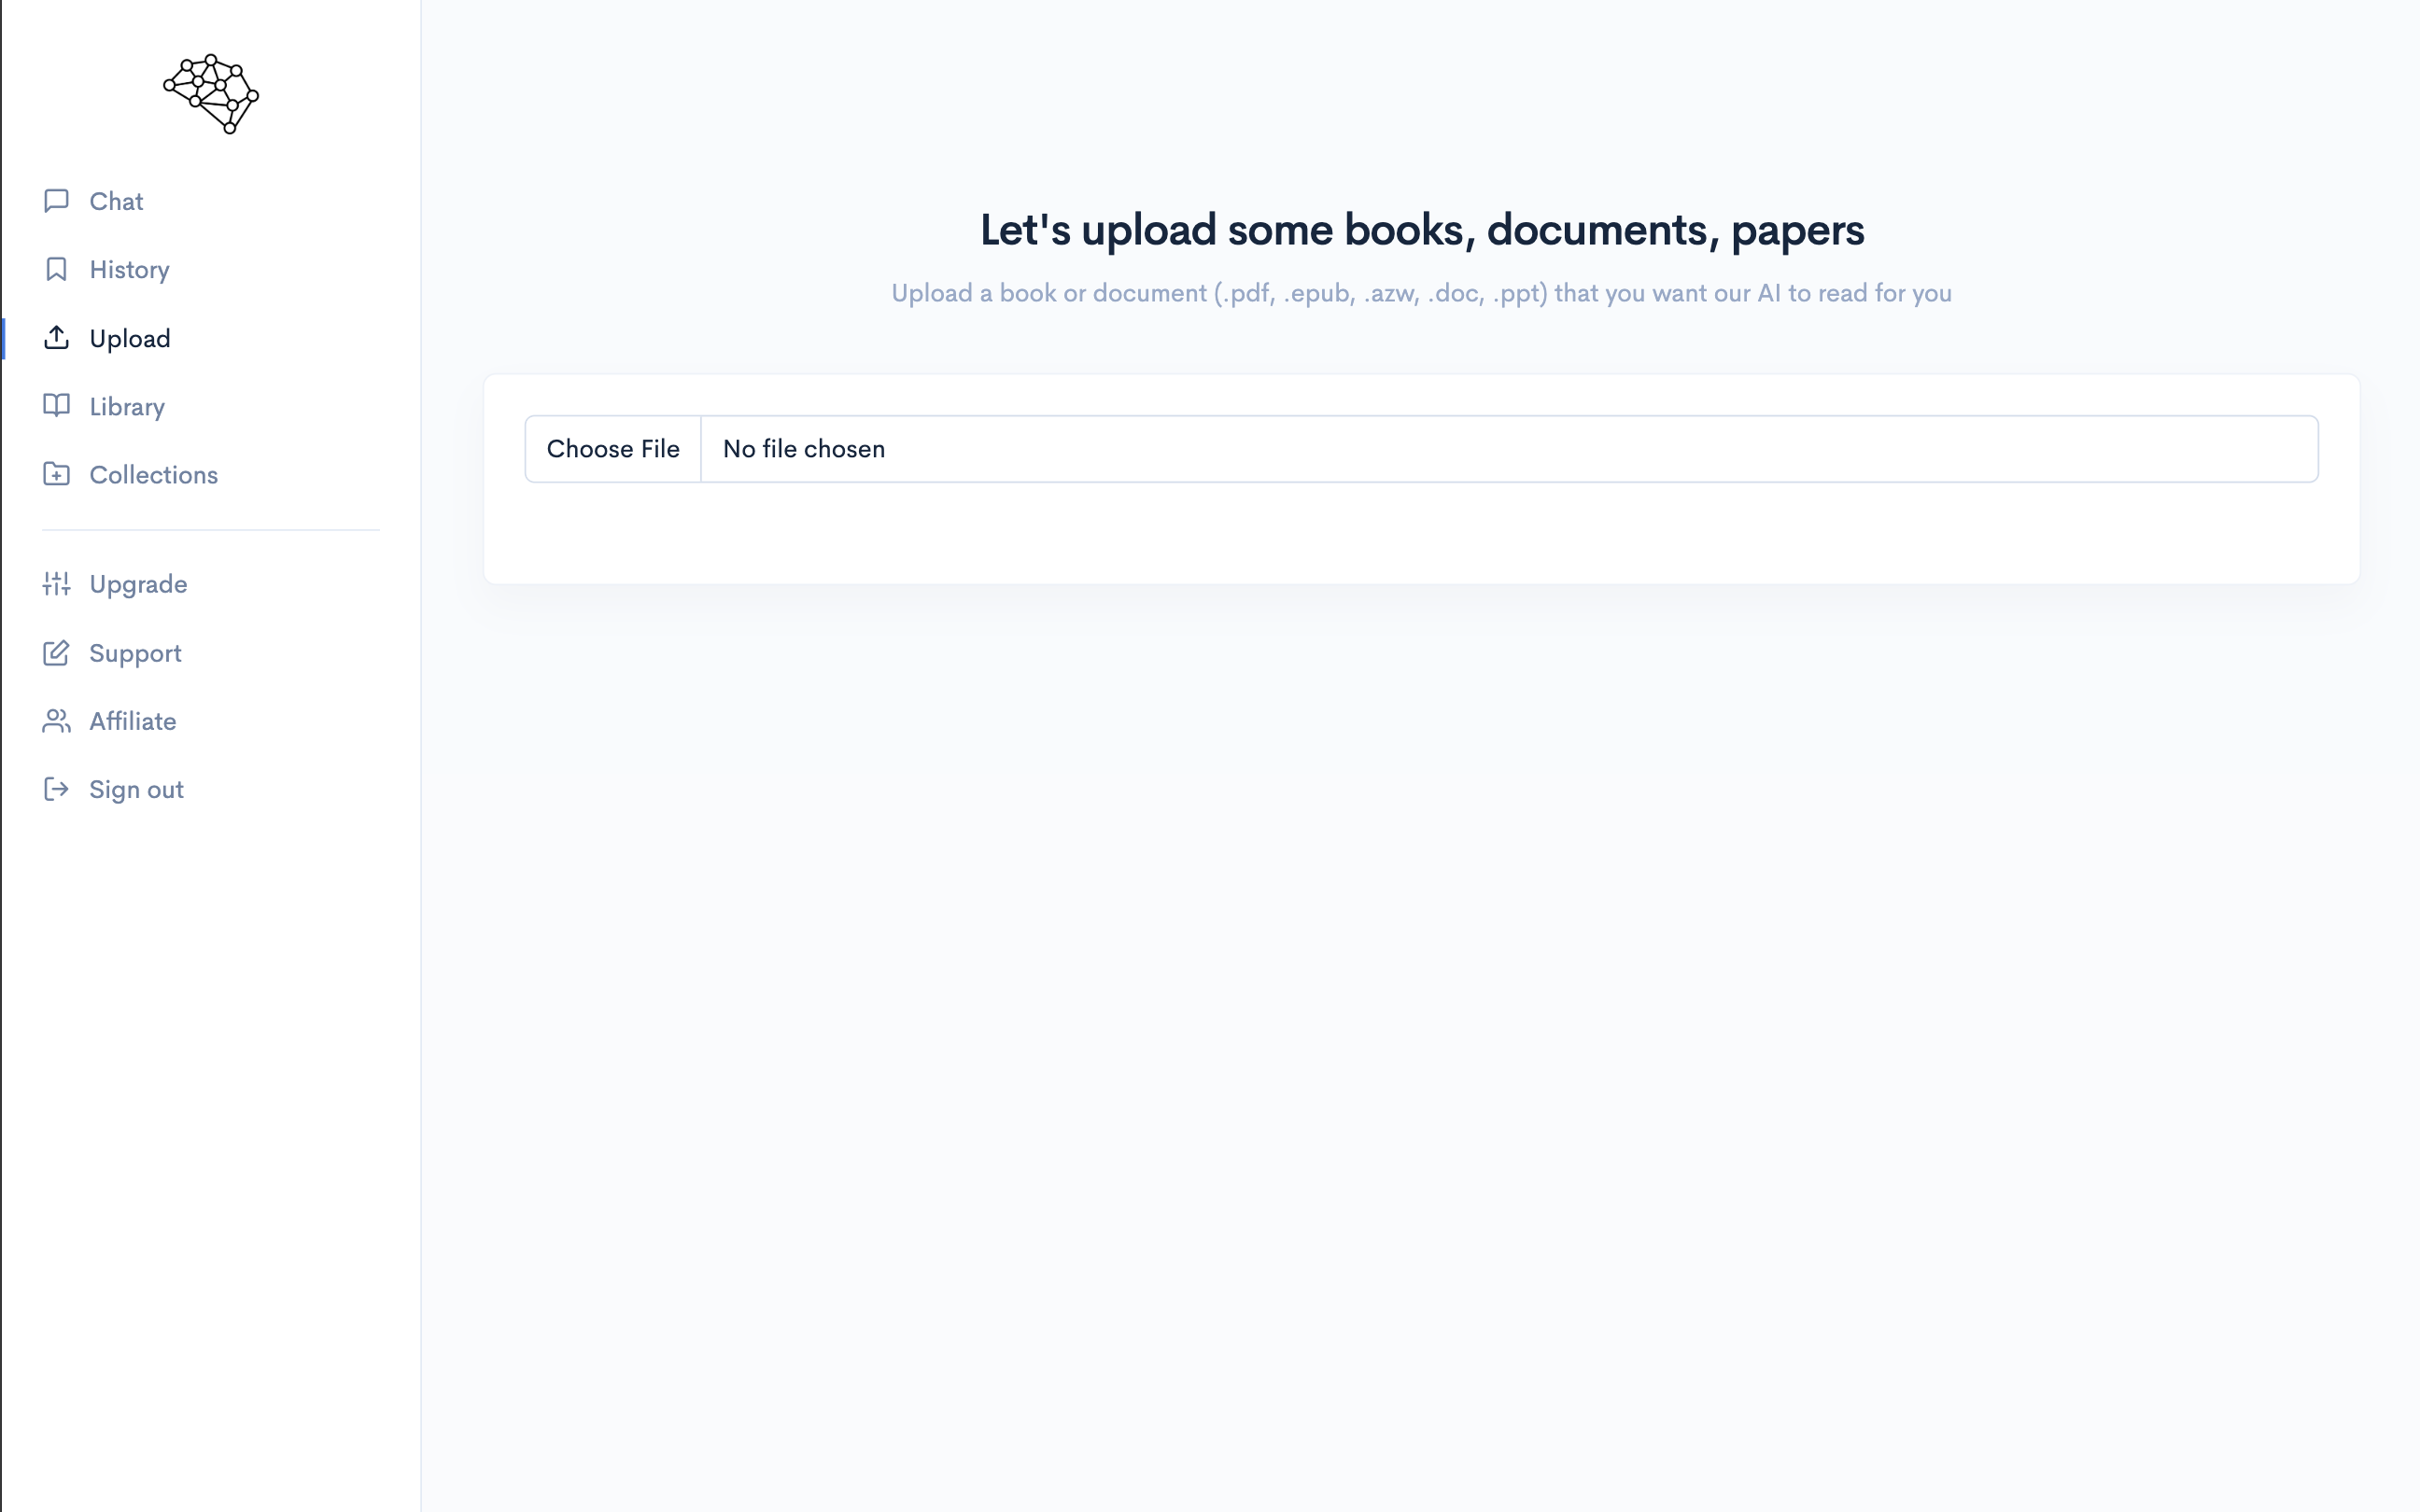 Chat
History
Upload
Library
Collections
Upgrade
Support
Affiliate
Sign out
Let's upload some books, documents, papers
Upload a book or document (.pdf, .epub, .azw, .doc, .ppt) that you want our AI to read for you
Choose File No file chosen